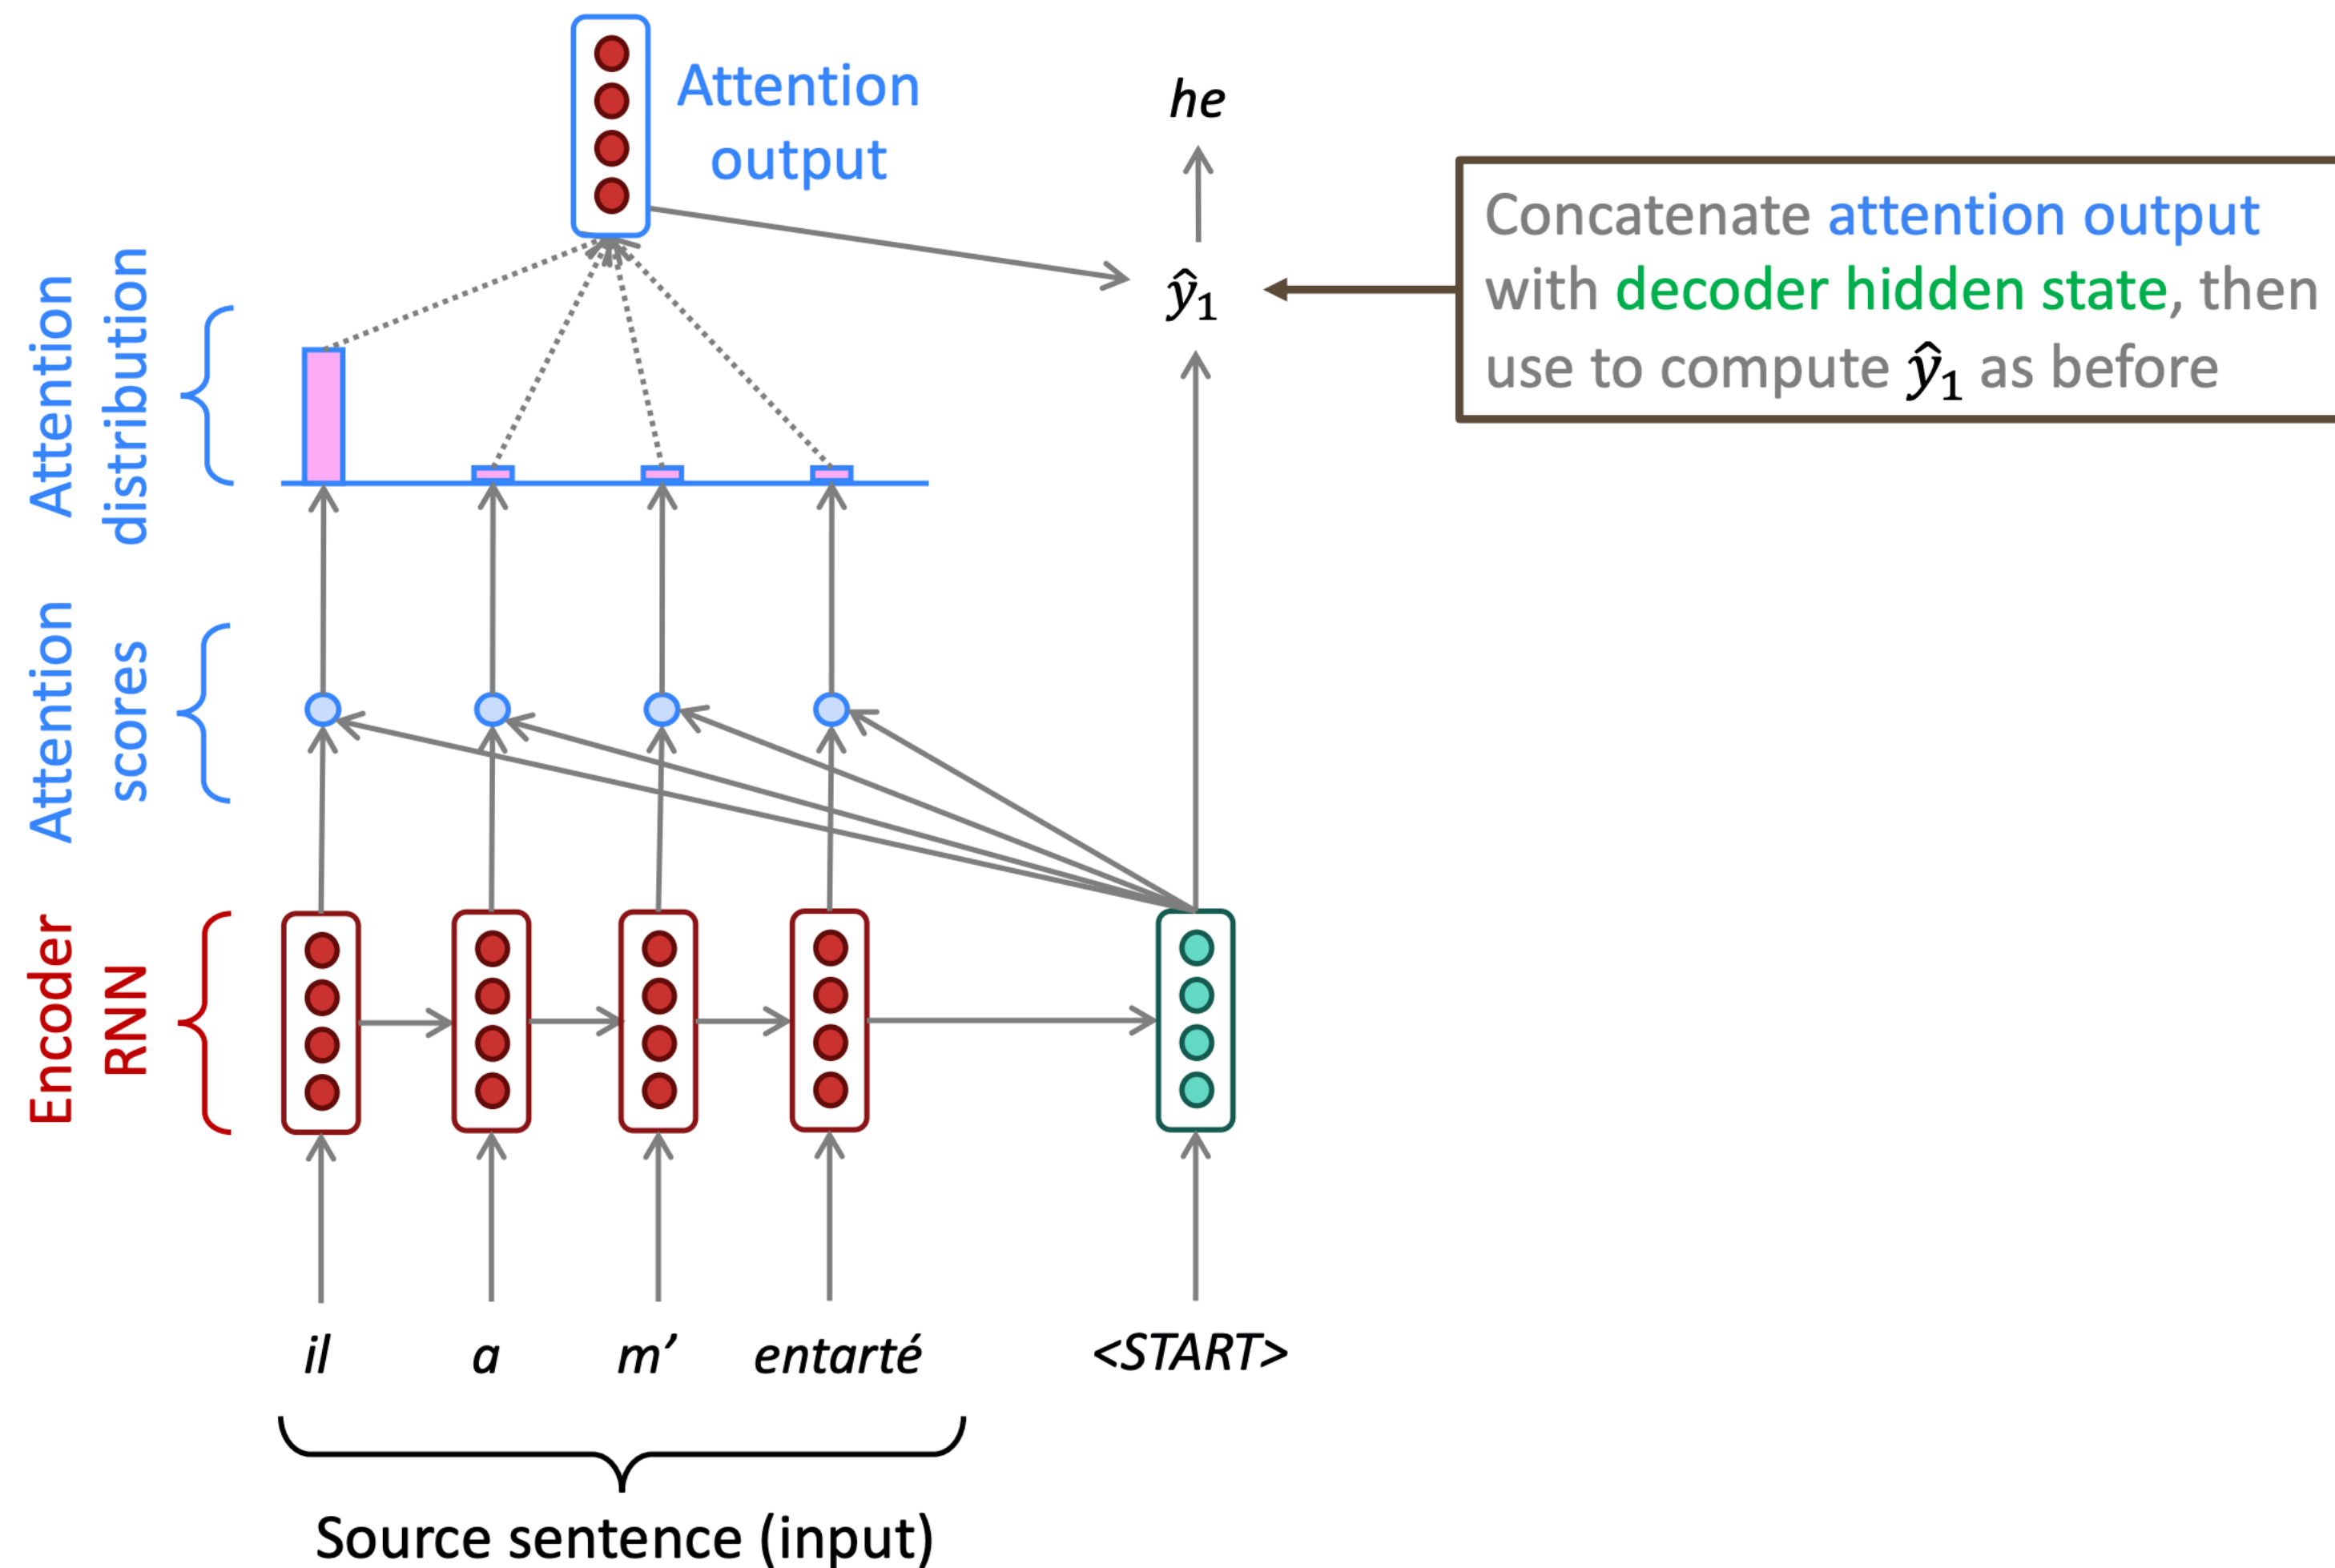 Attention
output
he
ŷ₁
Concatenate attention output
with decoder hidden state, then
use to compute ŷ₁ as before
Attention
distribution
Attention
scores
Encoder
RNN
il a m’ entarté <START>
Source sentence (input)